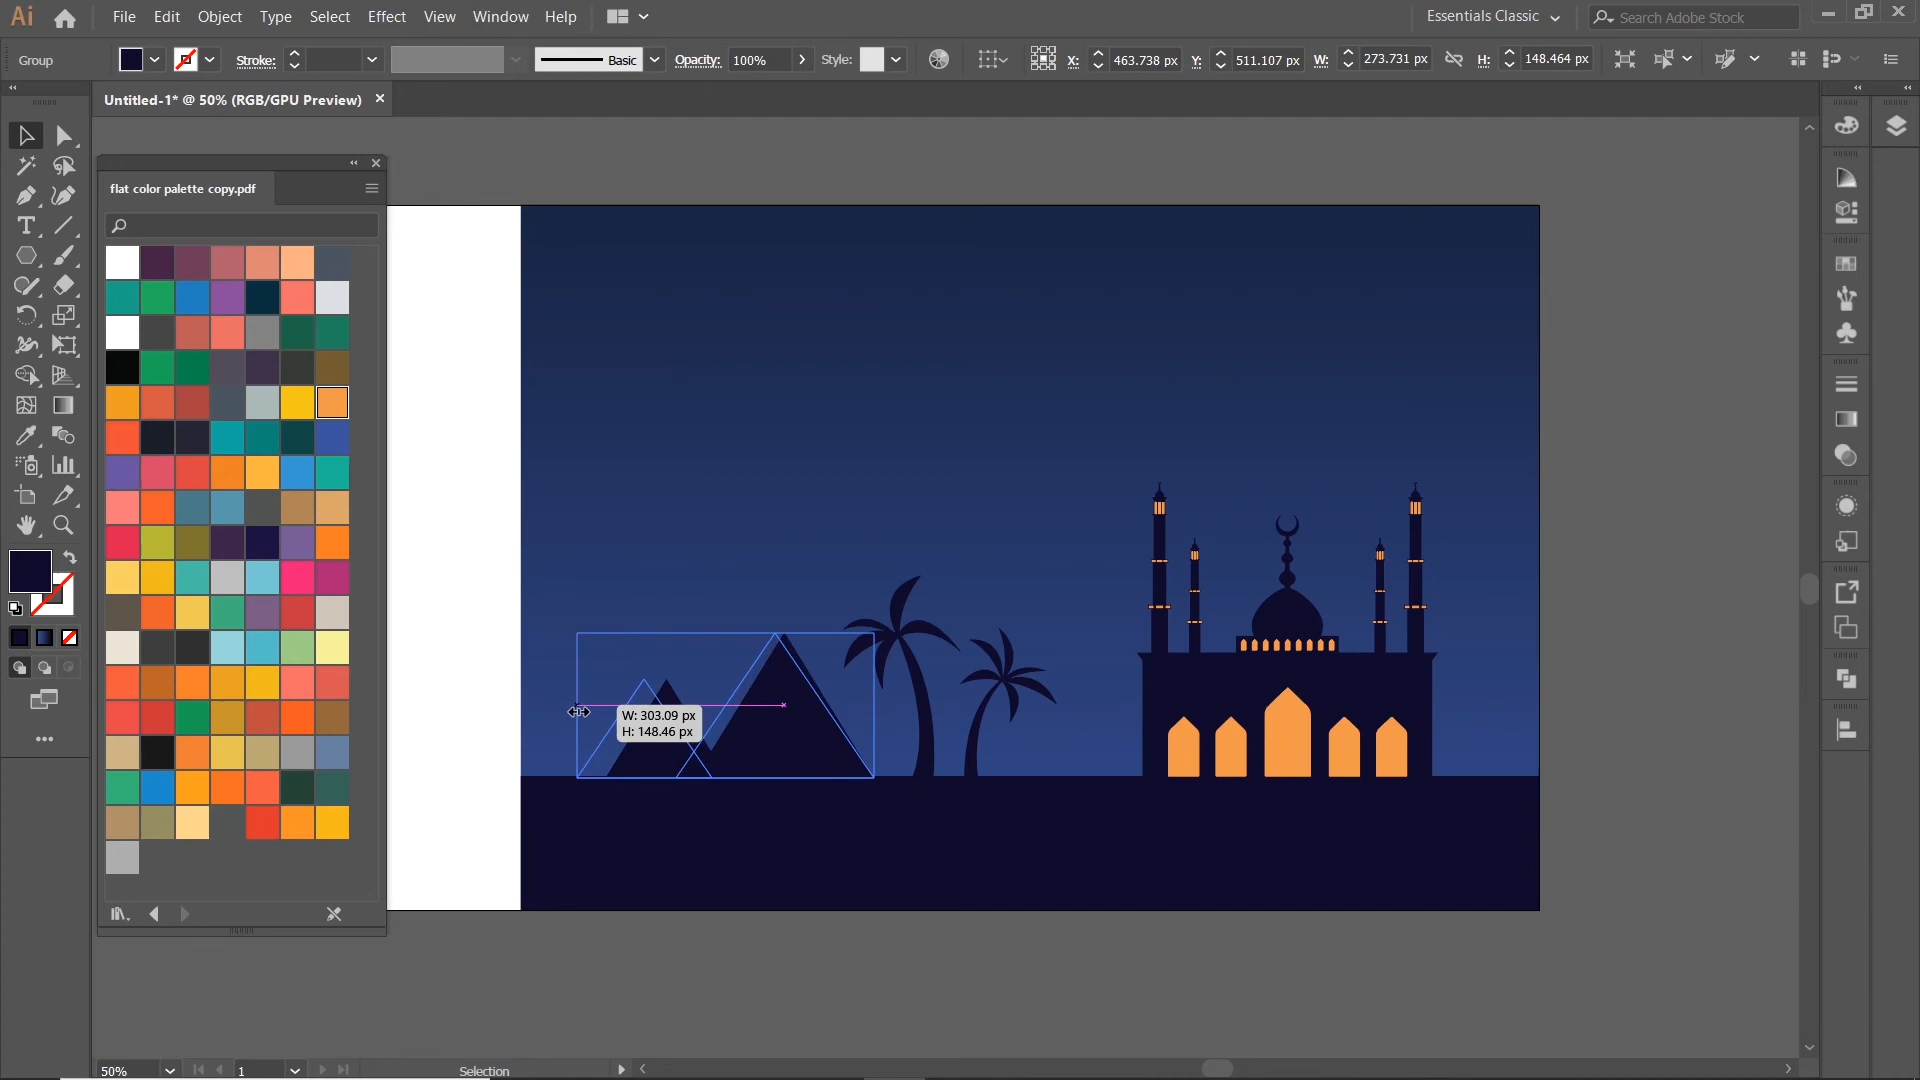 Ai File Edit Object Type Select Effect View Window Help Essentials Classic Search Adobe Stock
Group Stroke: Basic Opacity: 100% Style: X: 463.738 px Y: 511.107 px W: 273.731 px H: 148.464 px
Untitled-1* @ 50% (RGB/GPU Preview)
flat color palette copy.pdf
W: 303.09 px
H: 148.46 px
50% 1 Selection